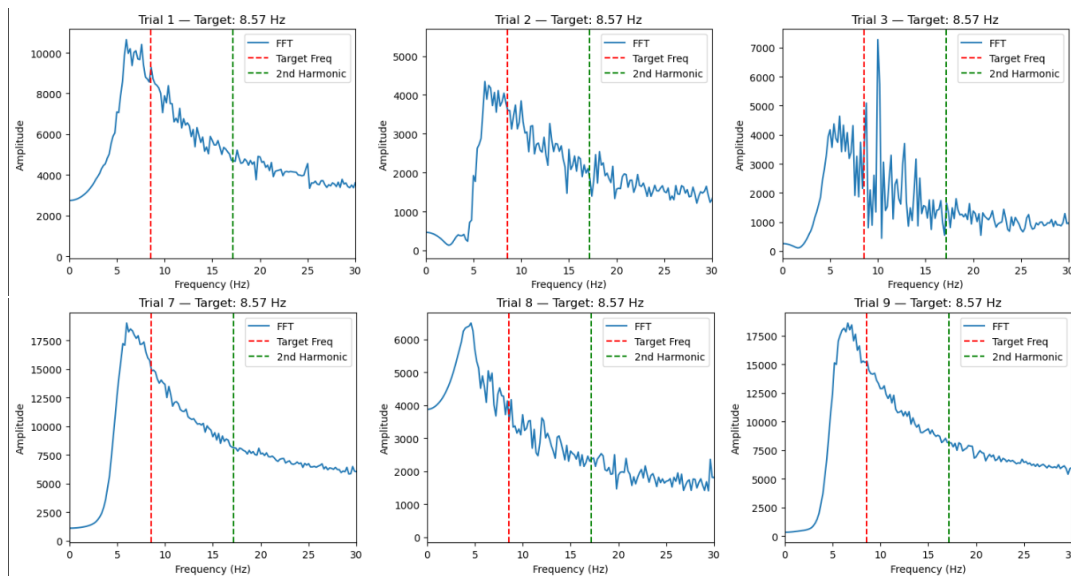 Trial 1 — Target: 8.57 Hz
10000
8000
6000
4000
2000
0
Amplitude
FFT
Target Freq
2nd Harmonic
0 5 10 15 20 25 30
Frequency (Hz)
Trial 2 — Target: 8.57 Hz
5000
4000
3000
2000
1000
0
Amplitude
FFT
Target Freq
2nd Harmonic
0 5 10 15 20 25 30
Frequency (Hz)
Trial 3 — Target: 8.57 Hz
7000
6000
5000
4000
3000
2000
1000
0
Amplitude
FFT
Target Freq
2nd Harmonic
0 5 10 15 20 25 30
Frequency (Hz)
Trial 7 — Target: 8.57 Hz
17500
15000
12500
10000
7500
5000
2500
0
Amplitude
FFT
Target Freq
2nd Harmonic
0 5 10 15 20 25 30
Frequency (Hz)
Trial 8 — Target: 8.57 Hz
6000
5000
4000
3000
2000
1000
0
Amplitude
FFT
Target Freq
2nd Harmonic
0 5 10 15 20 25 30
Frequency (Hz)
Trial 9 — Target: 8.57 Hz
17500
15000
12500
10000
7500
5000
2500
0
Amplitude
FFT
Target Freq
2nd Harmonic
0 5 10 15 20 25 30
Frequency (Hz)